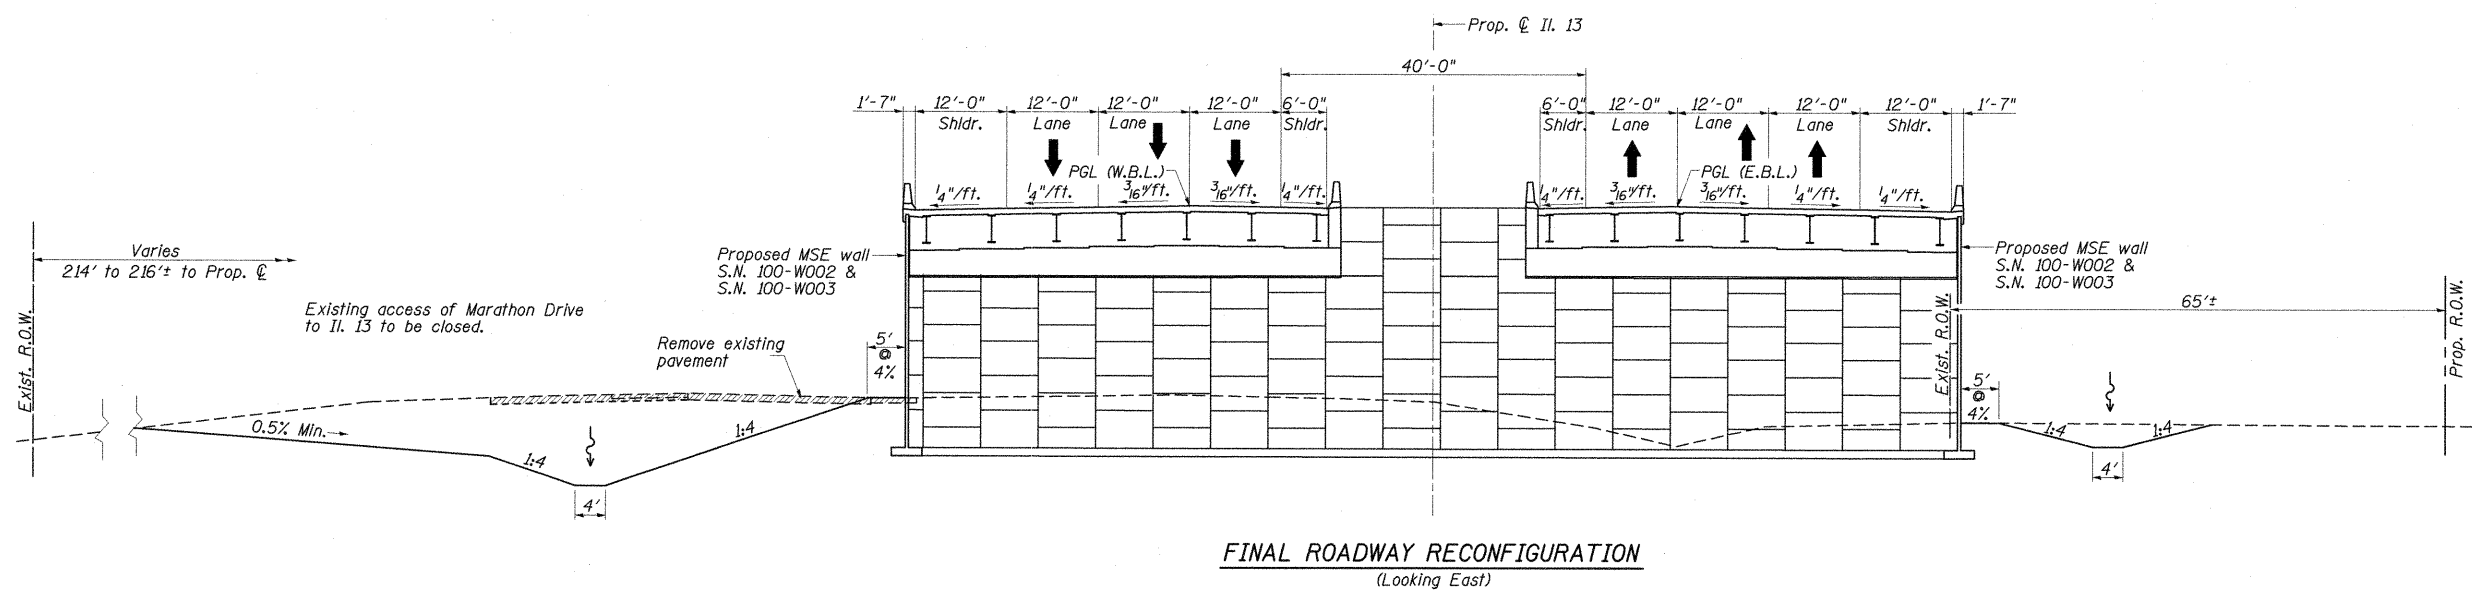 Prop. ℄ Il. 13
40'-0"
1'-7" 12'-0" 12'-0" 12'-0" 12'-0" 6'-0" 6'-0" 12'-0" 12'-0" 12'-0" 12'-0" 1'-7"
Shldr. Lane Lane Lane Shldr. Shldr. Lane Lane Lane Shldr.
PGL (W.B.L.) PGL (E.B.L.)
1/4"/ft. 1/4"/ft. 3/16"/ft. 3/16"/ft. 1/4"/ft. 1/4"/ft. 3/16"/ft. 3/16"/ft. 1/4"/ft. 1/4"/ft.
Varies
214' to 216'± to Prop. ℄
Proposed MSE wall
S.N. 100-W002 &
S.N. 100-W003
Proposed MSE wall
S.N. 100-W002 &
S.N. 100-W003
65'±
Existing access of Marathon Drive
to Il. 13 to be closed.
Remove existing
pavement
Exist. R.O.W.
Exist. R.O.W.
Prop. R.O.W.
5'
@
4%
5'
@
4%
0.5% Min.
1:4
1:4
4'
1:4
1:4
4'
FINAL ROADWAY RECONFIGURATION
(Looking East)